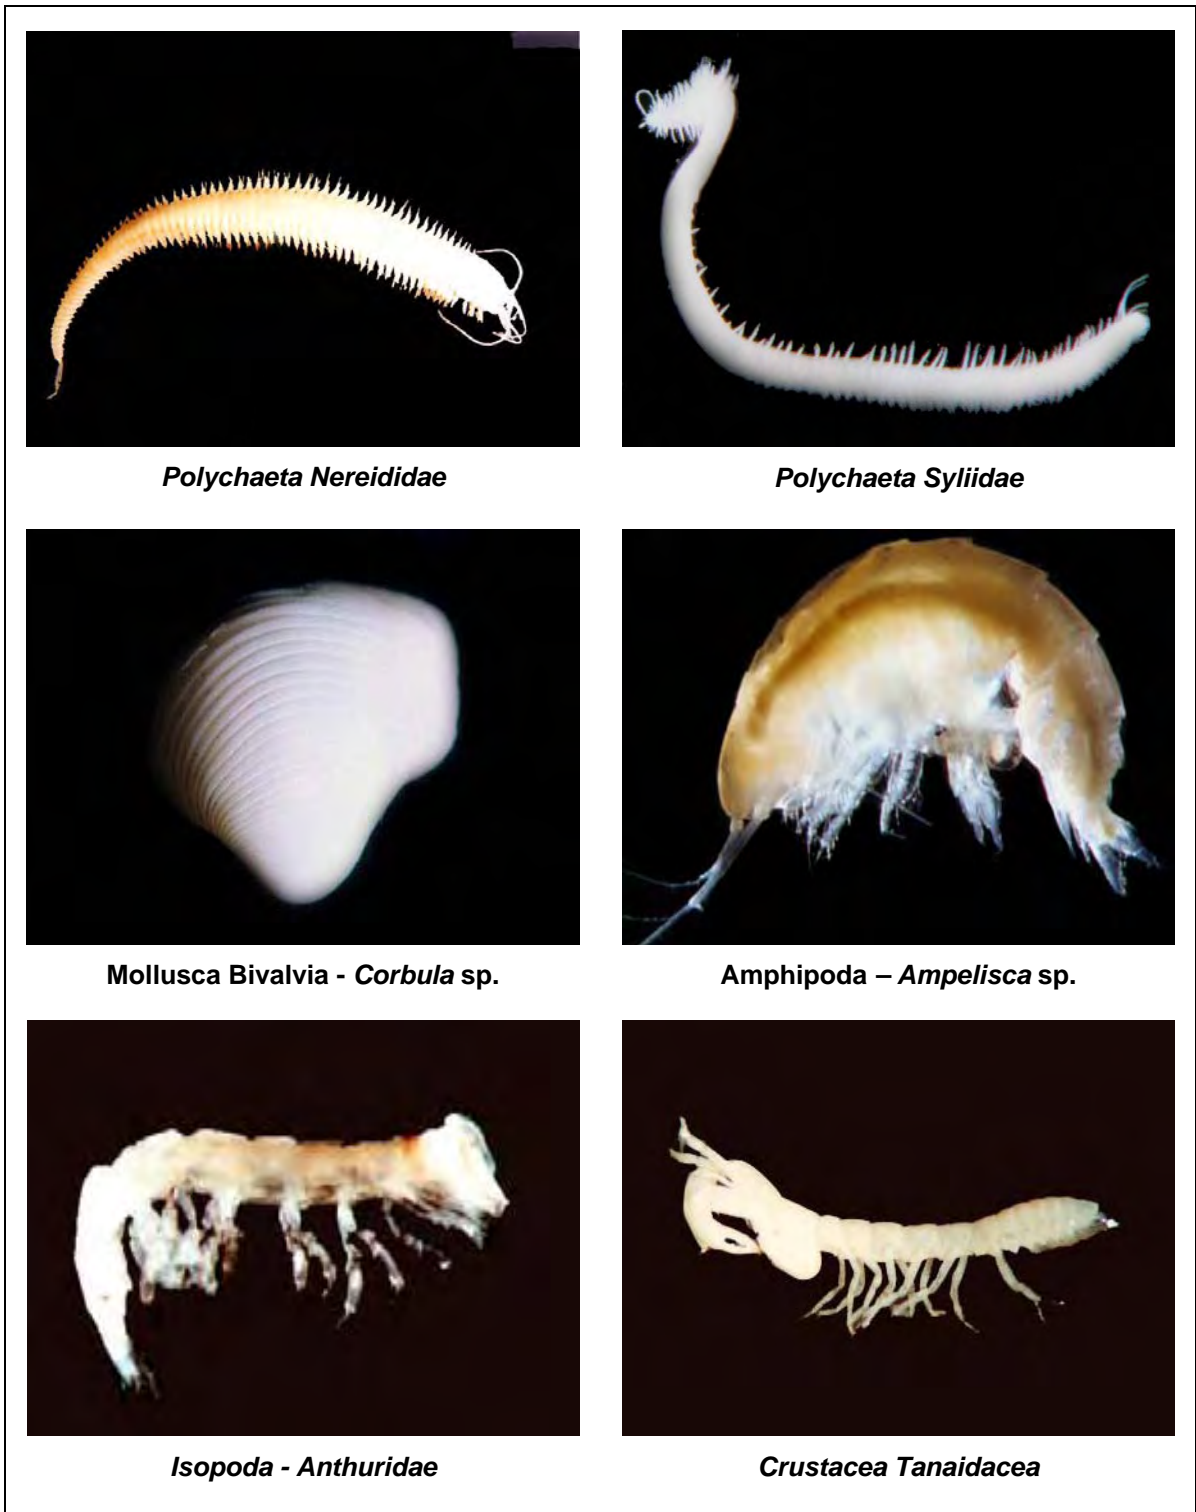 Polychaeta Nereididae
Polychaeta Syliidae
Mollusca Bivalvia - Corbula sp.
Amphipoda – Ampelisca sp.
Isopoda - Anthuridae
Crustacea Tanaidacea